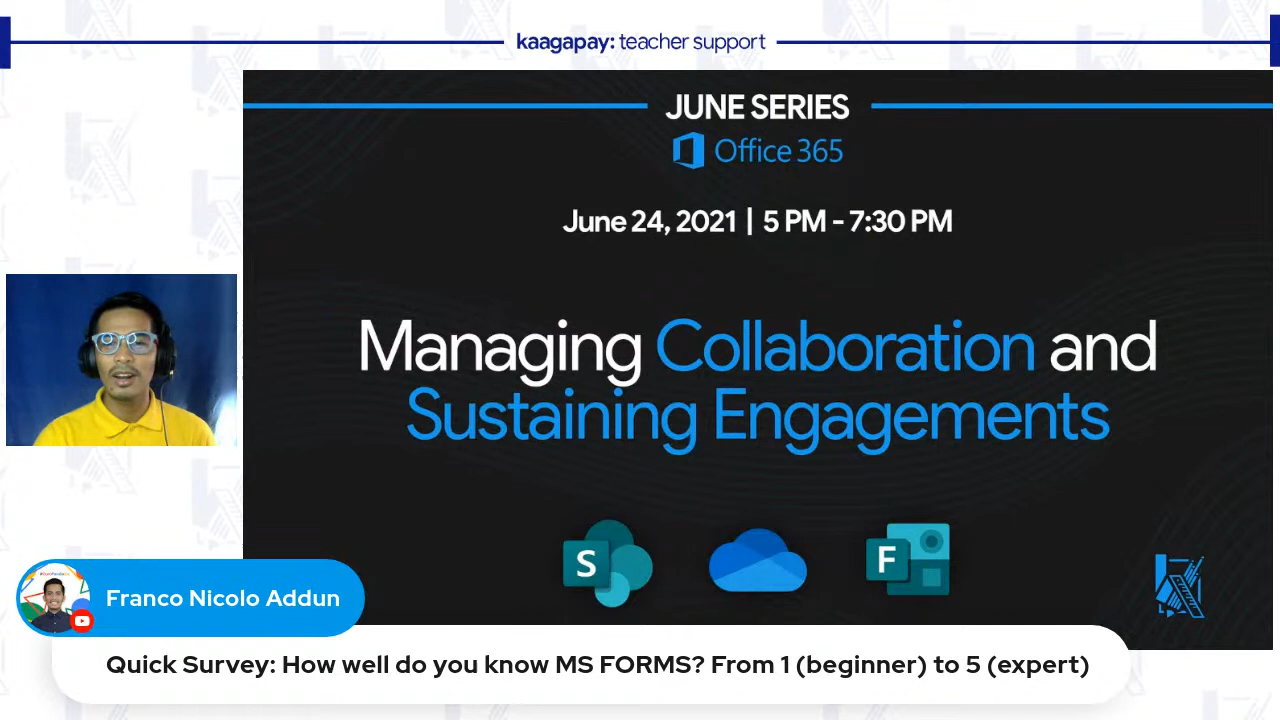 kaagapay: teacher support
JUNE SERIES
Office 365
June 24, 2021 | 5 PM - 7:30 PM
Managing Collaboration and
Sustaining Engagements
S
F
Franco Nicolo Addun
Quick Survey: How well do you know MS FORMS? From 1 (beginner) to 5 (expert)